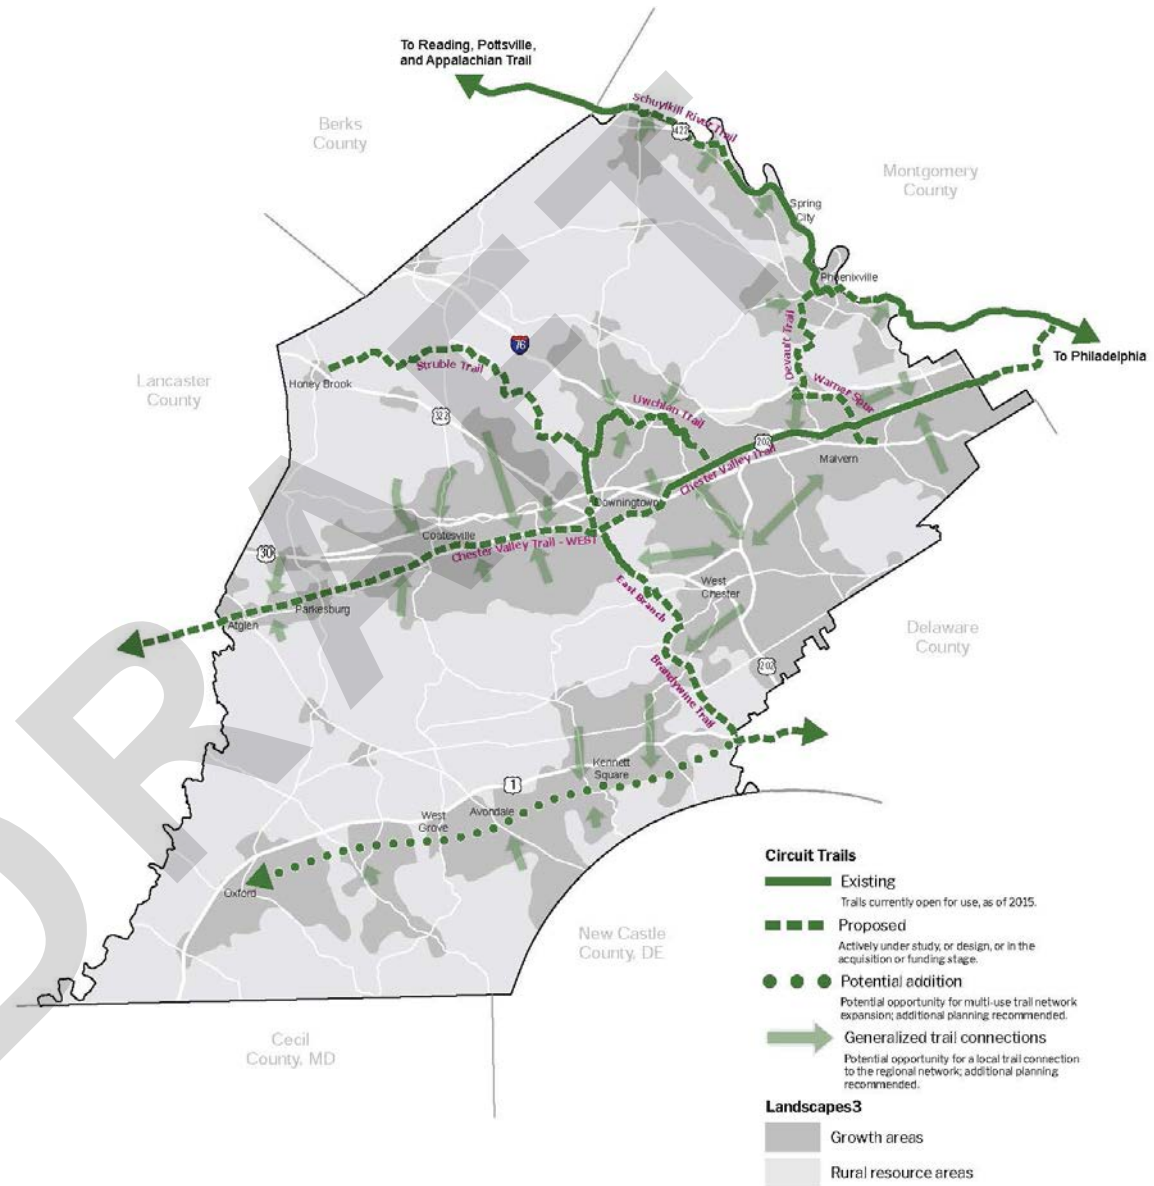 To Reading, Pottsville,
and Appalachian Trail
Schuylkill River Trail
422
Berks
County
Montgomery
County
Spring
City
Phoenixville
To Philadelphia
Devault Trail
Warner Spur
76
Struble Trail
Honey Brook
Lancaster
County
322
Uwchlan Trail
202
Chester Valley Trail
Malvern
Downingtown
Coatesville
Chester Valley Trail - WEST
30
Parkesburg
Atglen
East Branch
West
Chester
Brandywine Trail
202
Delaware
County
Kennett
Square
1
Avondale
West
Grove
Oxford
New Castle
County, DE
Cecil
County, MD
DRAFT
Circuit Trails
Existing
Trails currently open for use, as of 2015.
Proposed
Actively under study, or design, or in the
acquisition or funding stage.
Potential addition
Potential opportunity for multi-use trail network
expansion; additional planning recommended.
Generalized trail connections
Potential opportunity for a local trail connection
to the regional network; additional planning
recommended.
Landscapes3
Growth areas
Rural resource areas